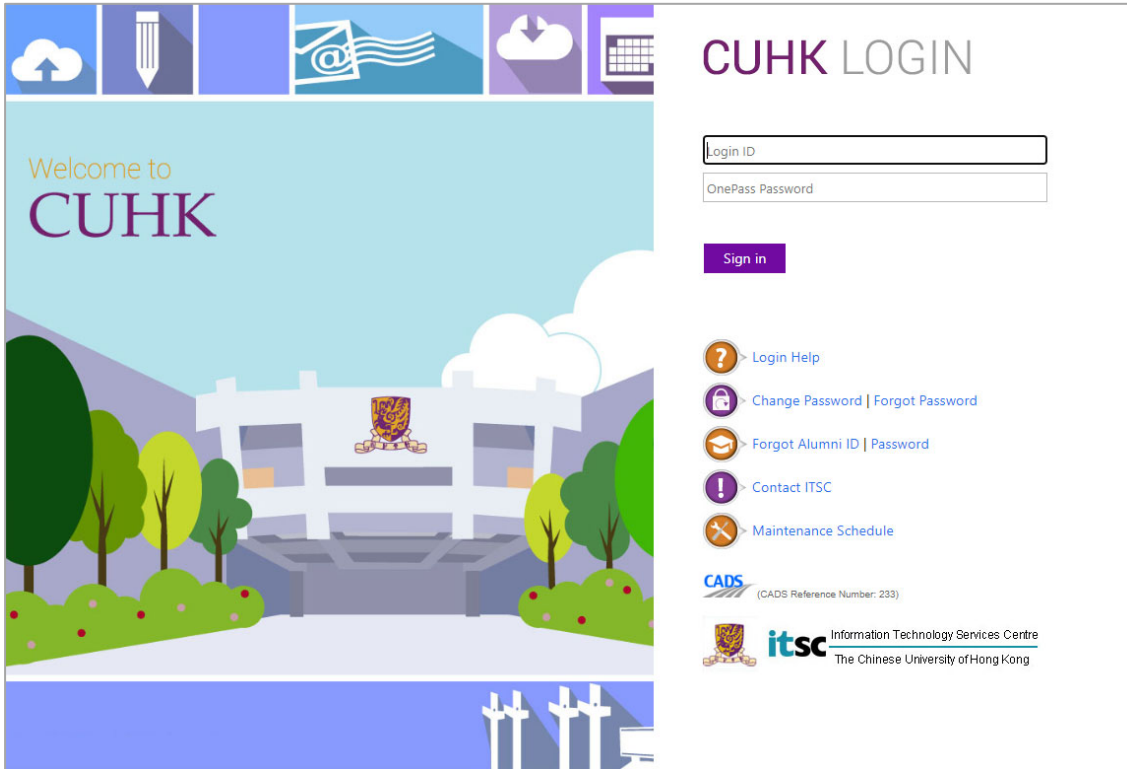 Welcome to
CUHK
CUHK LOGIN
Login ID
OnePass Password
Sign in
Login Help
Change Password | Forgot Password
Forgot Alumni ID | Password
Contact ITSC
Maintenance Schedule
CADS (CADS Reference Number: 233)
itsc Information Technology Services Centre
The Chinese University of Hong Kong